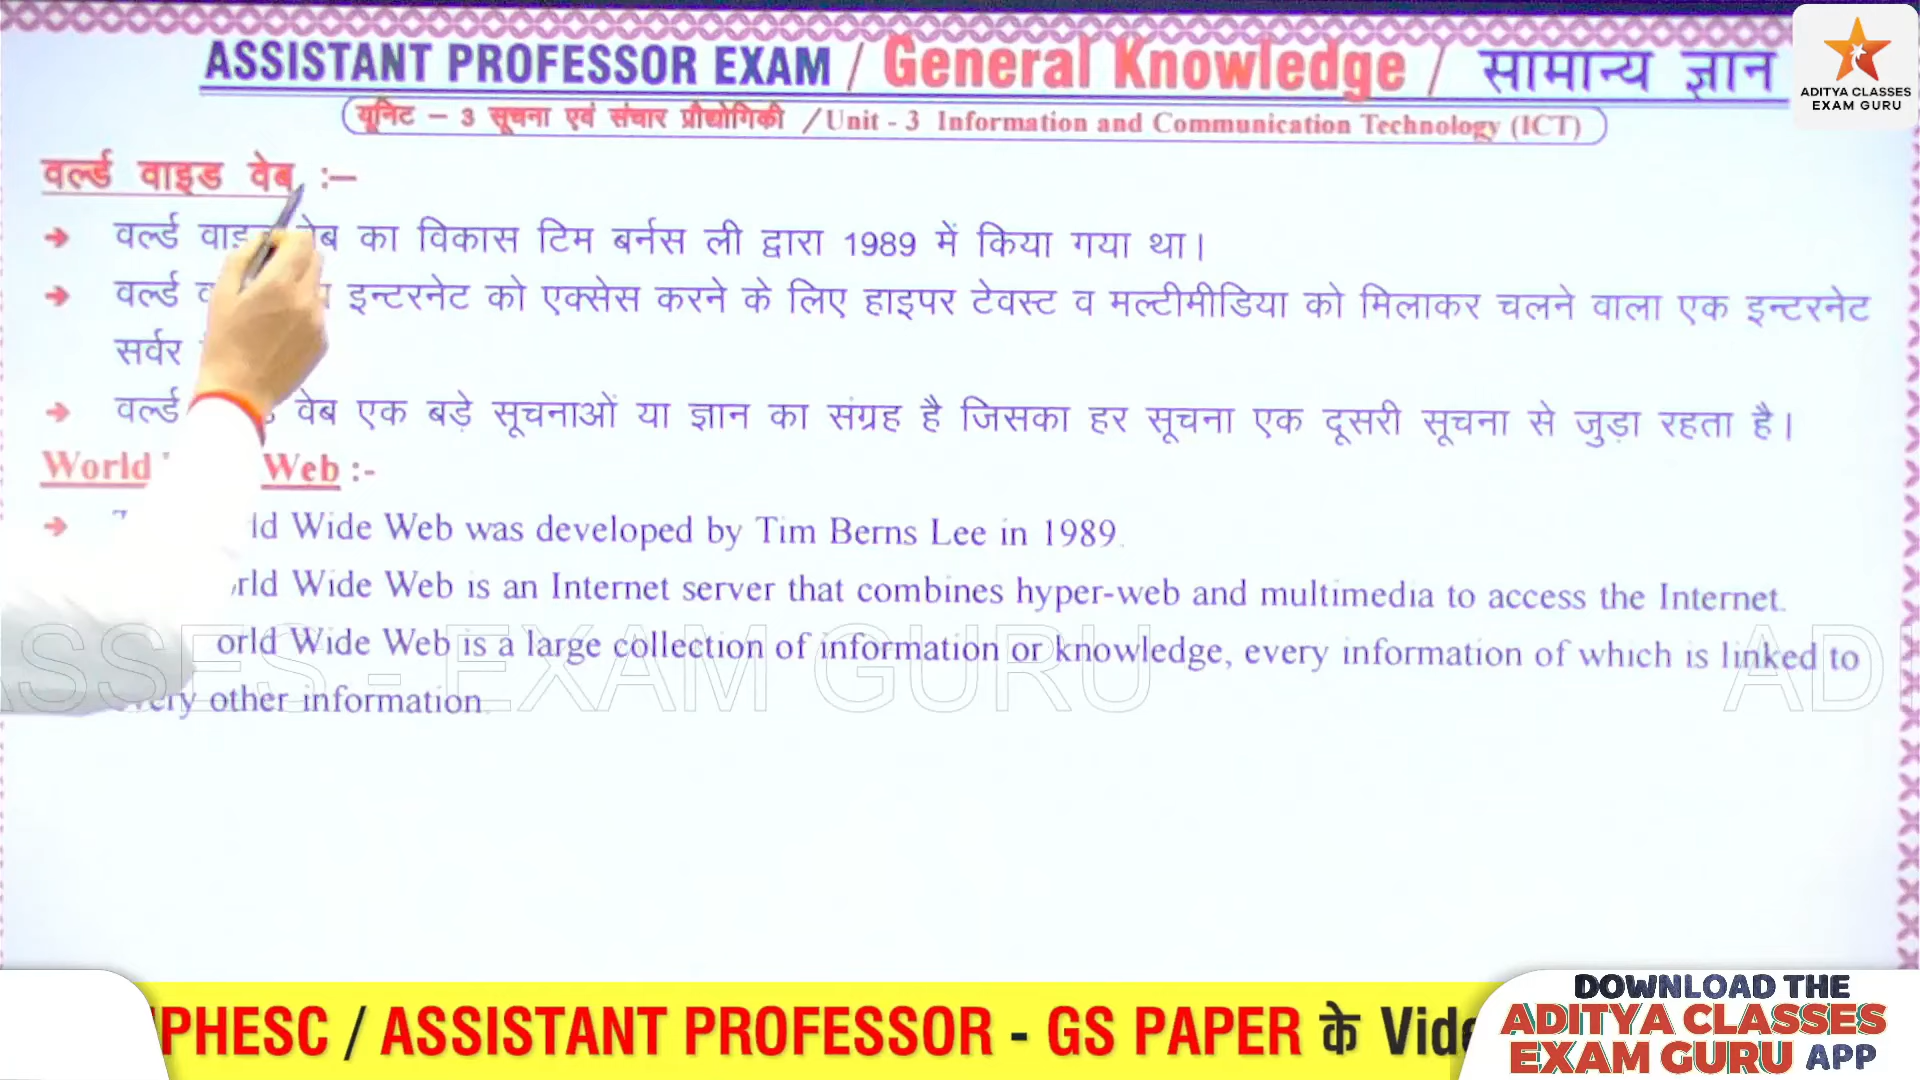 ASSISTANT PROFESSOR EXAM / General Knowledge / सामान्य ज्ञान
ADITYA CLASSES
EXAM GURU
यूनिट – 3 सूचना एवं संचार प्रौद्योगिकी / Unit - 3 Information and Communication Technology (ICT)
वर्ल्ड वाइड वेब :–
➔ वर्ल्ड वेब का विकास टिम बर्नस ली द्वारा 1989 में किया गया था।
➔ वर्ल्ड इन्टरनेट को एक्सेस करने के लिए हाइपर टेक्स्ट व मल्टीमीडिया को मिलाकर चलने वाला एक इन्टरनेट
सर्वर
➔ वर्ल्ड वेब एक बड़े सूचनाओं या ज्ञान का संग्रह है जिसका हर सूचना एक दूसरी सूचना से जुड़ा रहता है।
World Web :-
➔ Wide Web was developed by Tim Berns Lee in 1989.
Wide Web is an Internet server that combines hyper-web and multimedia to access the Internet.
Wide Web is a large collection of information or knowledge, every information of which is linked to
other information.
SSES - EXAM GURU AD
PHESC / ASSISTANT PROFESSOR - GS PAPER के Vide
DOWNLOAD THE
ADITYA CLASSES
EXAM GURU APP